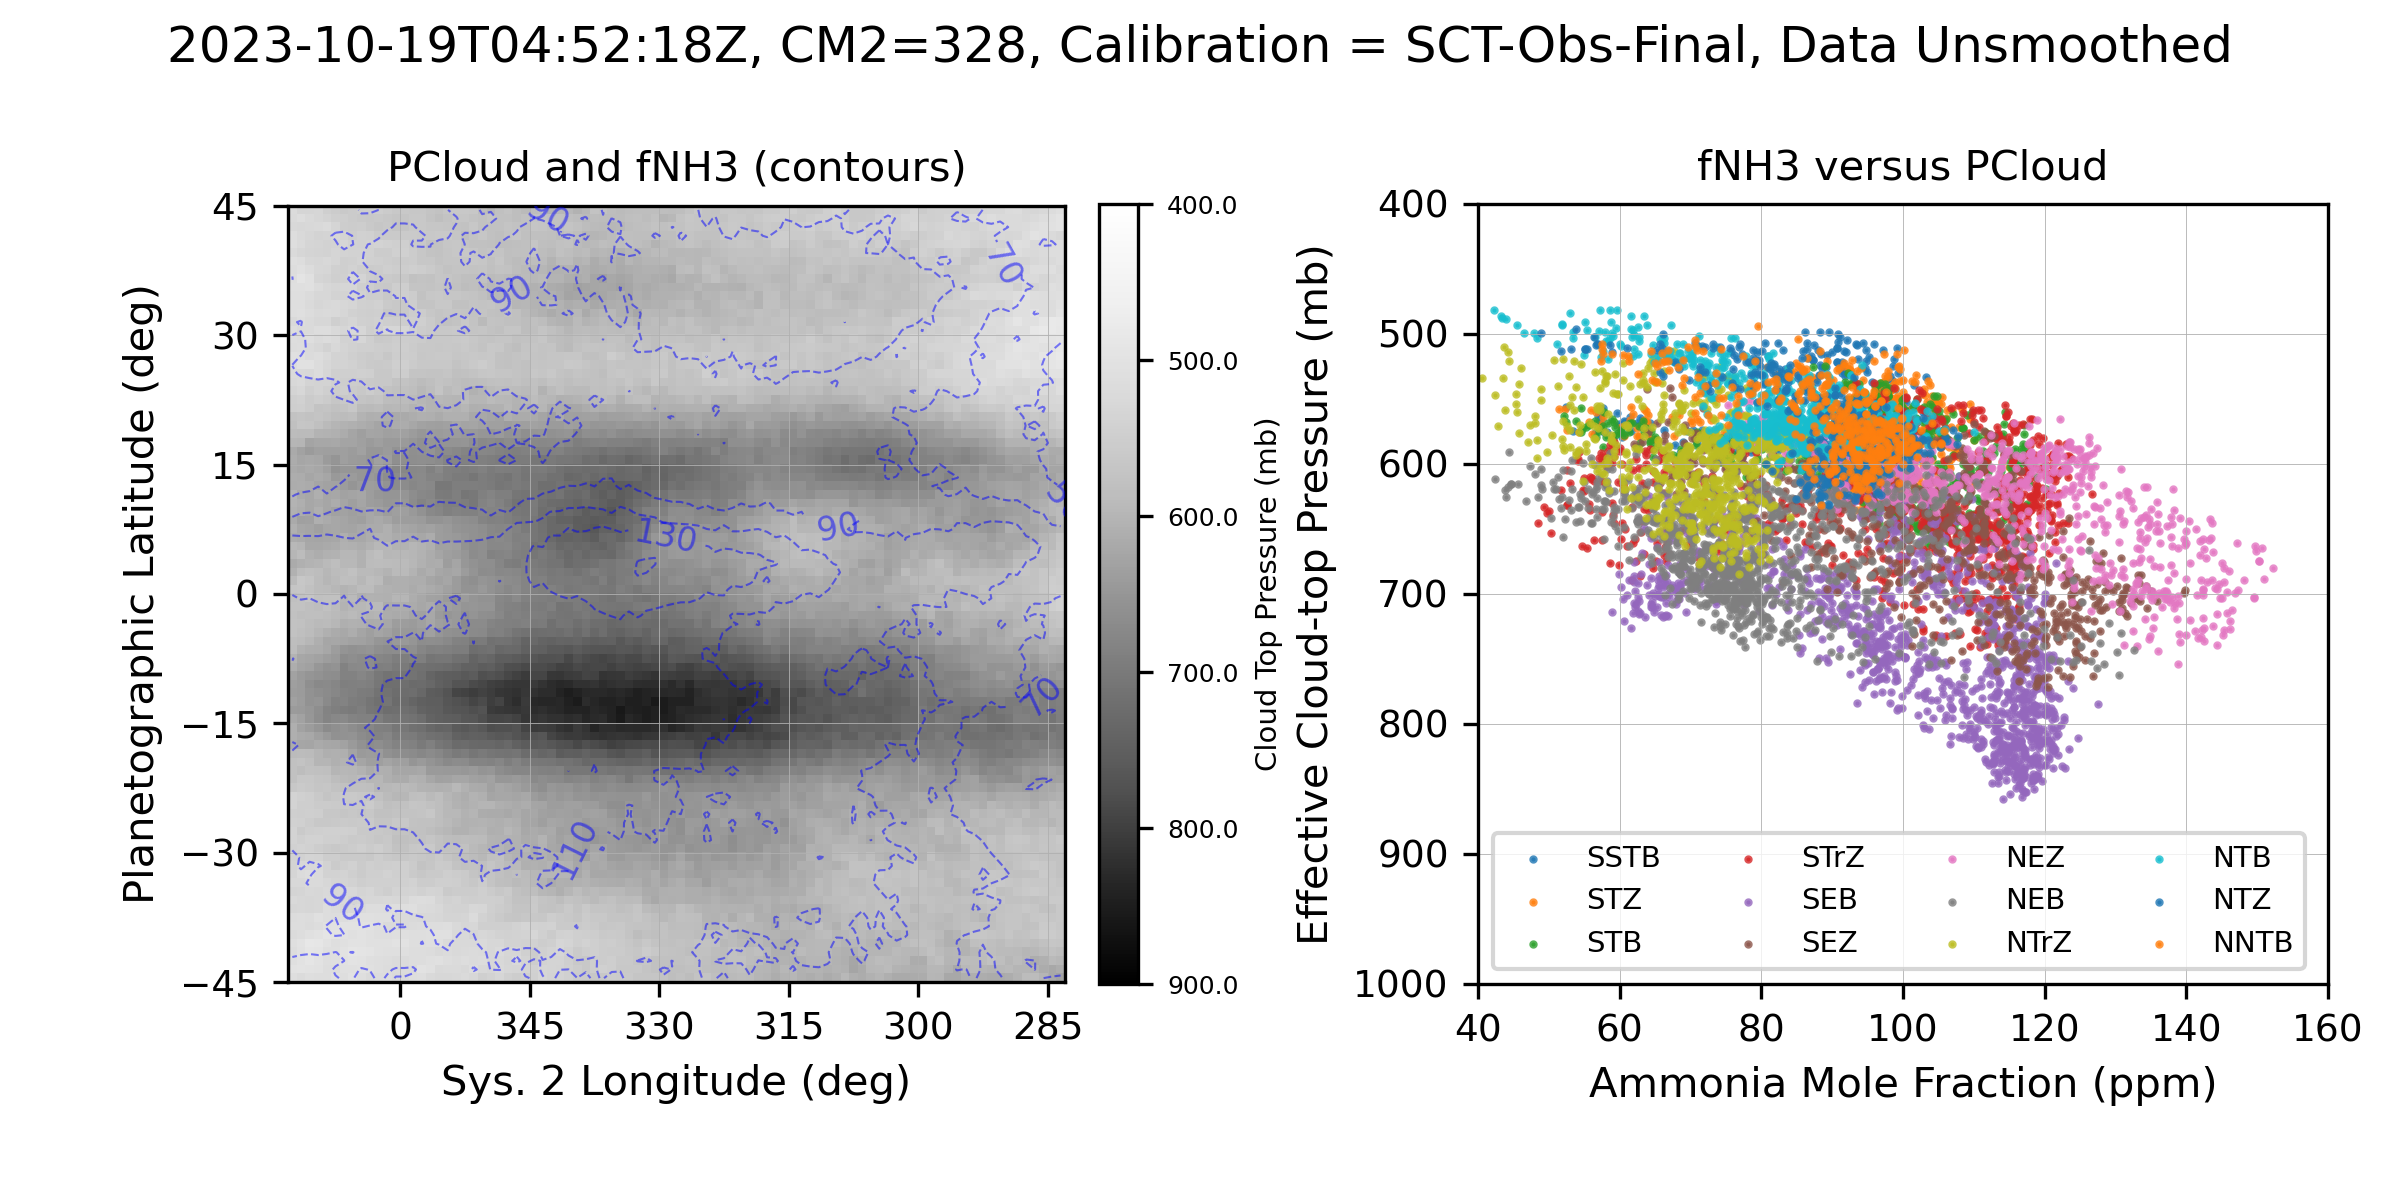 2023-10-19T04:52:18Z, CM2=328, Calibration = SCT-Obs-Final, Data Unsmoothed
PCloud and fNH3 (contours)
45
30
15
0
−15
−30
−45
Planetographic Latitude (deg)
0
345
330
315
300
285
Sys. 2 Longitude (deg)
90
70
90
70
130
90
70
110
90
400.0
500.0
600.0
700.0
800.0
900.0
Cloud Top Pressure (mb)
fNH3 versus PCloud
400
500
600
700
800
900
1000
Effective Cloud-top Pressure (mb)
40
60
80
100
120
140
160
Ammonia Mole Fraction (ppm)
SSTB
STZ
STB
STrZ
SEB
SEZ
NEZ
NEB
NTrZ
NTB
NTZ
NNTB